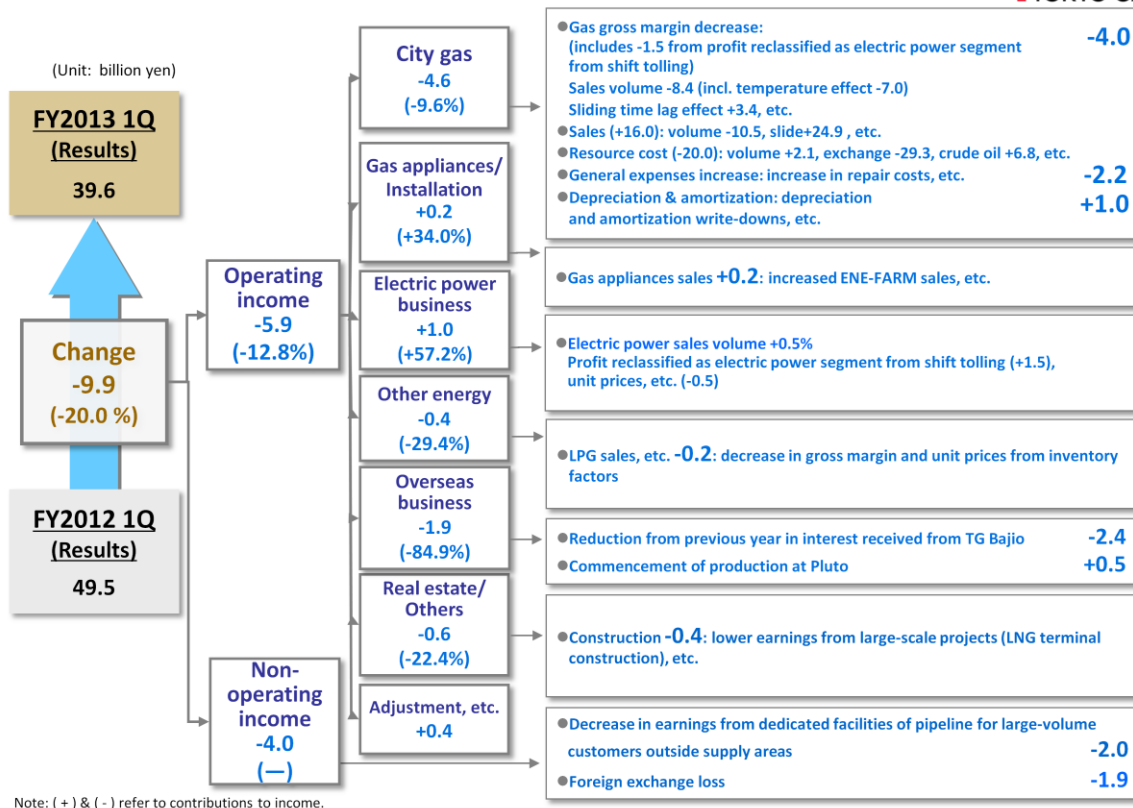 (Unit: billion yen)
FY2013 1Q
(Results)
39.6
Change
-9.9
(-20.0 %)
FY2012 1Q
(Results)
49.5
Operating
income
-5.9
(-12.8%)
Non-
operating
income
-4.0
(—)
City gas
-4.6
(-9.6%)
Gas appliances/
Installation
+0.2
(+34.0%)
Electric power
business
+1.0
(+57.2%)
Other energy
-0.4
(-29.4%)
Overseas
business
-1.9
(-84.9%)
Real estate/
Others
-0.6
(-22.4%)
Adjustment, etc.
+0.4
●Gas gross margin decrease: -4.0
(includes -1.5 from profit reclassified as electric power segment
from shift tolling)
Sales volume -8.4 (incl. temperature effect -7.0)
Sliding time lag effect +3.4, etc.
●Sales (+16.0): volume -10.5, slide+24.9 , etc.
●Resource cost (-20.0): volume +2.1, exchange -29.3, crude oil +6.8, etc.
●General expenses increase: increase in repair costs, etc. -2.2
●Depreciation & amortization: depreciation +1.0
and amortization write-downs, etc.
●Gas appliances sales +0.2: increased ENE-FARM sales, etc.
●Electric power sales volume +0.5%
Profit reclassified as electric power segment from shift tolling (+1.5),
unit prices, etc. (-0.5)
●LPG sales, etc. -0.2: decrease in gross margin and unit prices from inventory
factors
●Reduction from previous year in interest received from TG Bajio -2.4
●Commencement of production at Pluto +0.5
●Construction -0.4: lower earnings from large-scale projects (LNG terminal
construction), etc.
●Decrease in earnings from dedicated facilities of pipeline for large-volume
customers outside supply areas -2.0
●Foreign exchange loss -1.9
Note: ( + ) & ( - ) refer to contributions to income.